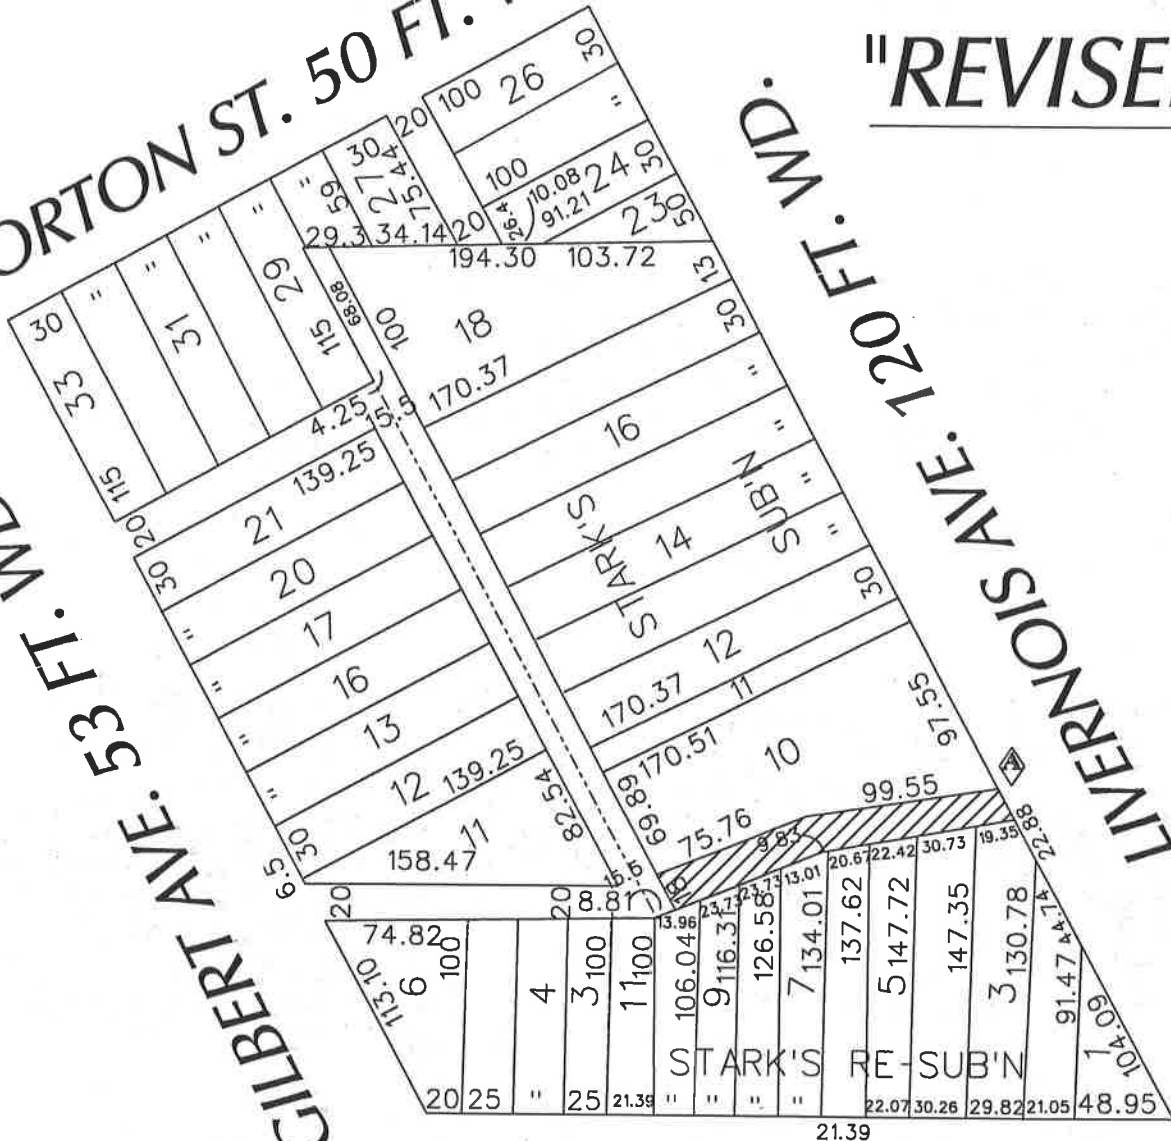 "REVISE
ORTON ST. 50 FT.
LIVERNOIS AVE. 120 FT. WD.
GILBERT AVE. 53 FT. WD
100 26 30
"
100 24 30
10.08
91.21
26.4
23 50
20
30 27 75.44
" 59
20
29.3 34.14
194.30 103.72
" 29 115
"
" 31
"
30 33 115
68.08
100 18 13
170.37 30
4.25 15.5
20
139.25
30 21
" 20
" 17
" 16
" 13
30 12 139.25
6.5
158.47 11 82.54
"
16 "
"
14 "
STARK'S SUB'N
12 30
170.37 11
170.51 10 97.55
69.89
75.76 9.83 99.55
A
22.88
18
15.5
20 20 8.87
13.96 23.73 23.73 13.01 20.67 22.42 30.73 19.35
74.82
113.10 6 100
4
3 100
11 100
106.04
9 116.31
126.58
7 134.01
137.62
5 147.72
147.35
3 130.78
91.47 44.74
1 104.09
STARK'S RE-SUB'N
20 25 " 25 21.39 " " " " 22.07 30.26 29.82 21.05 48.95
21.39